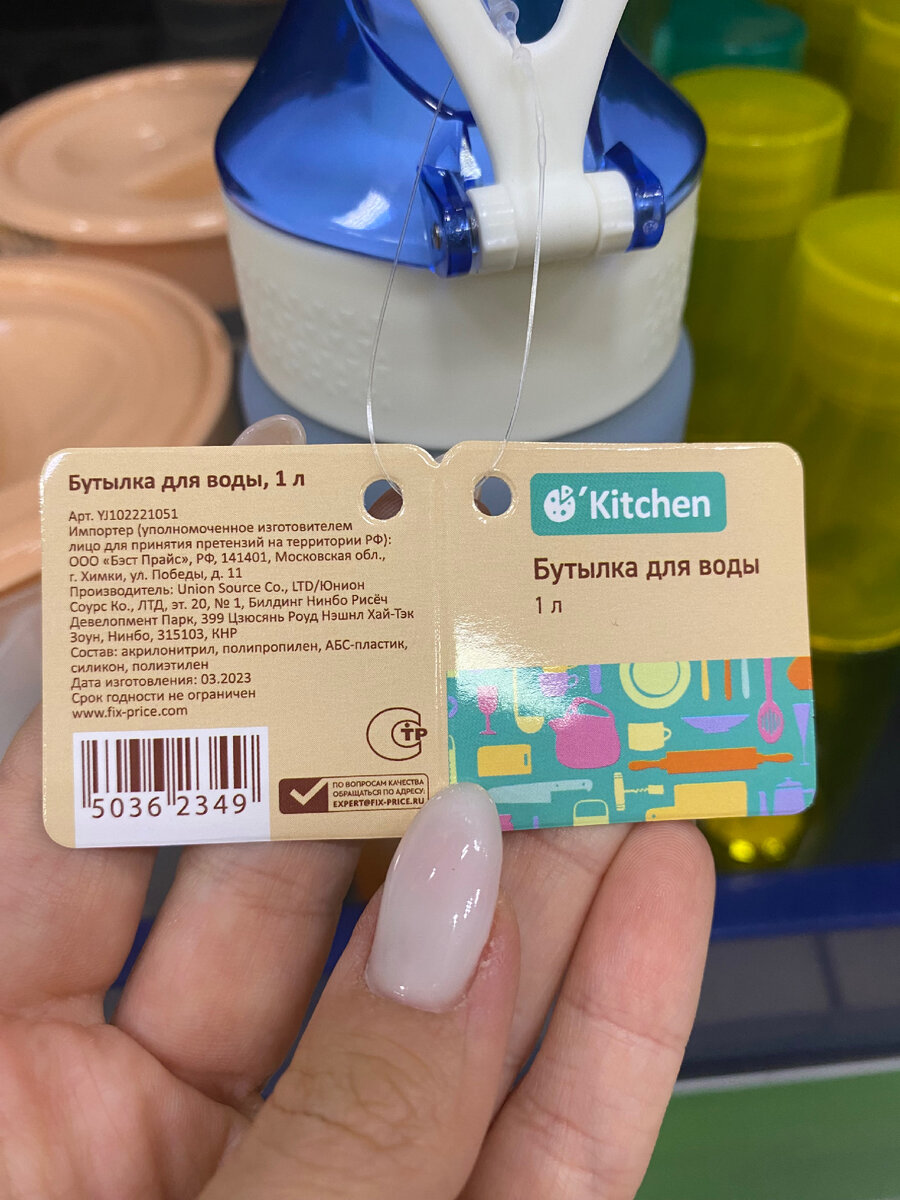 Бутылка для воды, 1 л
Арт. YJ102221051
Импортер (уполномоченное изготовителем
лицо для принятия претензий на территории РФ):
ООО «Бэст Прайс», РФ, 141401, Московская обл.,
г. Химки, ул. Победы, д. 11
Производитель: Union Source Co., LTD/Юнион
Соурс Ко., ЛТД, эт. 20, № 1, Билдинг Нинбо Рисёч
Девелопмент Парк, 399 Цзюсянь Роуд Нэшнл Хай-Тэк
Зоун, Нинбо, 315103, КНР
Состав: акрилонитрил, полипропилен, АБС-пластик,
силикон, полиэтилен
Дата изготовления: 03.2023
Срок годности не ограничен
www.fix-price.com
5036 2349
СТР
ПО ВОПРОСАМ КАЧЕСТВА
ОБРАЩАТЬСЯ ПО АДРЕСУ:
EXPERT@FIX-PRICE.RU
'Kitchen
Бутылка для воды
1 л